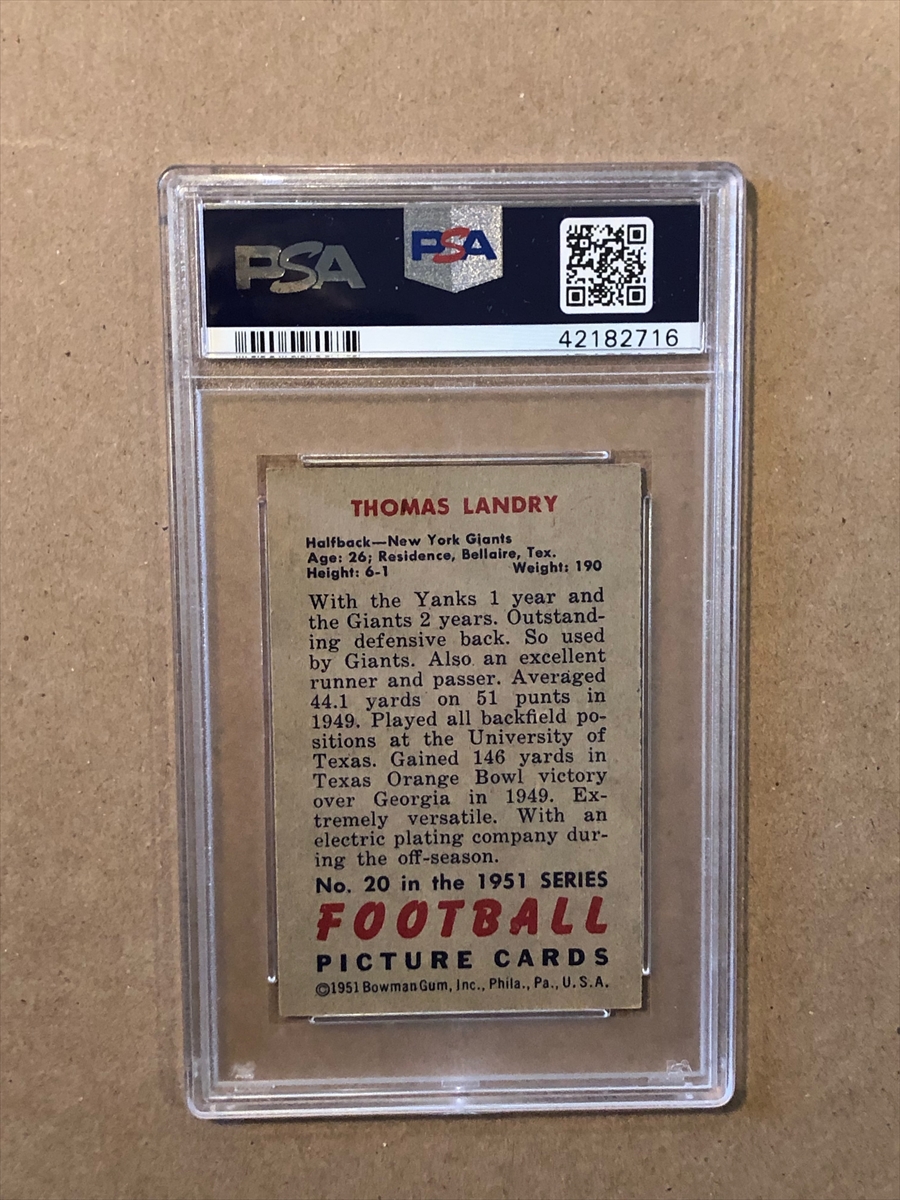 PSA
PSA
42182716
THOMAS LANDRY
Halfback—New York Giants
Age: 26; Residence, Bellaire, Tex.
Height: 6-1 Weight: 190
With the Yanks 1 year and
the Giants 2 years. Outstand-
ing defensive back. So used
by Giants. Also an excellent
runner and passer. Averaged
44.1 yards on 51 punts in
1949. Played all backfield po-
sitions at the University of
Texas. Gained 146 yards in
Texas Orange Bowl victory
over Georgia in 1949. Ex-
tremely versatile. With an
electric plating company dur-
ing the off-season.
No. 20 in the 1951 SERIES
FOOTBALL
PICTURE CARDS
©1951 Bowman Gum, Inc., Phila., Pa., U.S.A.